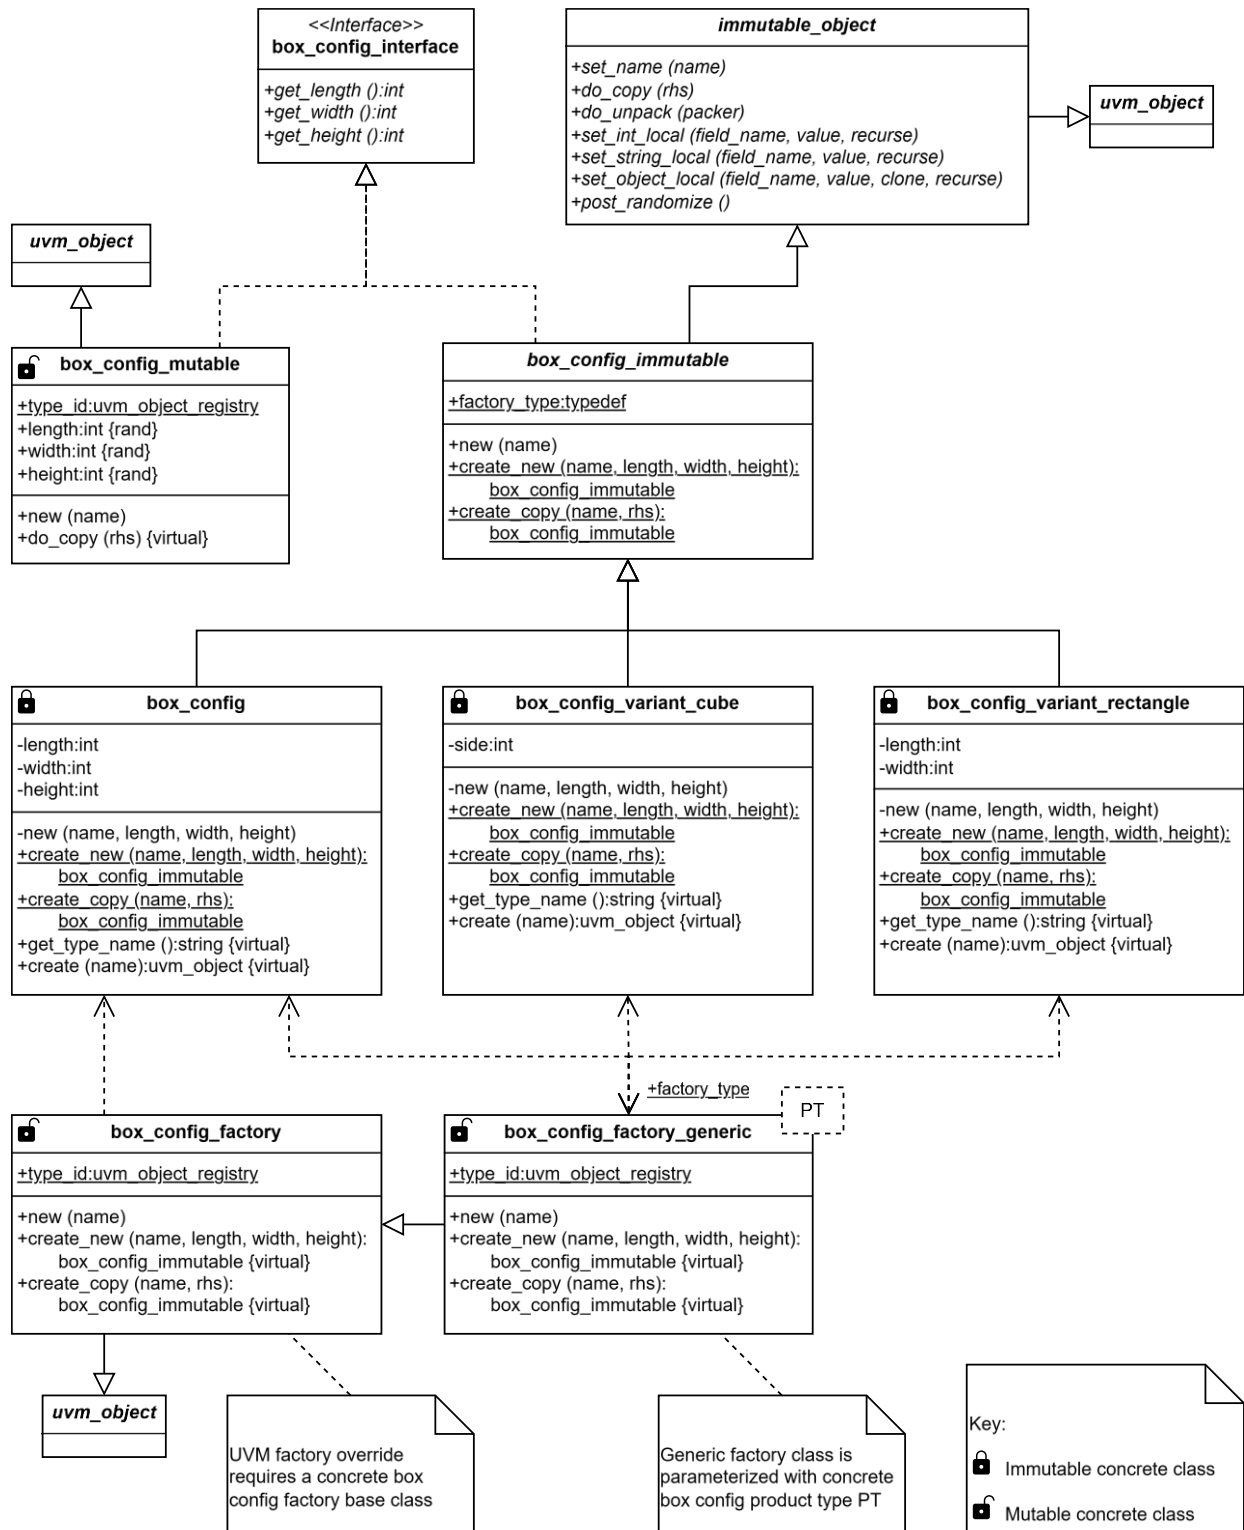 <<Interface>>
box_config_interface
+get_length ():int
+get_width ():int
+get_height ():int
immutable_object
+set_name (name)
+do_copy (rhs)
+do_unpack (packer)
+set_int_local (field_name, value, recurse)
+set_string_local (field_name, value, recurse)
+set_object_local (field_name, value, clone, recurse)
+post_randomize ()
uvm_object
uvm_object
box_config_mutable
+type_id:uvm_object_registry
+length:int {rand}
+width:int {rand}
+height:int {rand}
+new (name)
+do_copy (rhs) {virtual}
box_config_immutable
+factory_type:typedef
+new (name)
+create_new (name, length, width, height):
box_config_immutable
+create_copy (name, rhs):
box_config_immutable
box_config
-length:int
-width:int
-height:int
-new (name, length, width, height)
+create_new (name, length, width, height):
box_config_immutable
+create_copy (name, rhs):
box_config_immutable
+get_type_name ():string {virtual}
+create (name):uvm_object {virtual}
box_config_variant_cube
-side:int
-new (name, length, width, height)
+create_new (name, length, width, height):
box_config_immutable
+create_copy (name, rhs):
box_config_immutable
+get_type_name ():string {virtual}
+create (name):uvm_object {virtual}
box_config_variant_rectangle
-length:int
-width:int
-new (name, length, width, height)
+create_new (name, length, width, height):
box_config_immutable
+create_copy (name, rhs):
box_config_immutable
+get_type_name ():string {virtual}
+create (name):uvm_object {virtual}
+factory_type
PT
box_config_factory
+type_id:uvm_object_registry
+new (name)
+create_new (name, length, width, height):
box_config_immutable {virtual}
+create_copy (name, rhs):
box_config_immutable {virtual}
box_config_factory_generic
+type_id:uvm_object_registry
+new (name)
+create_new (name, length, width, height):
box_config_immutable {virtual}
+create_copy (name, rhs):
box_config_immutable {virtual}
uvm_object
UVM factory override
requires a concrete box
config factory base class
Generic factory class is
parameterized with concrete
box config product type PT
Key:
Immutable concrete class
Mutable concrete class